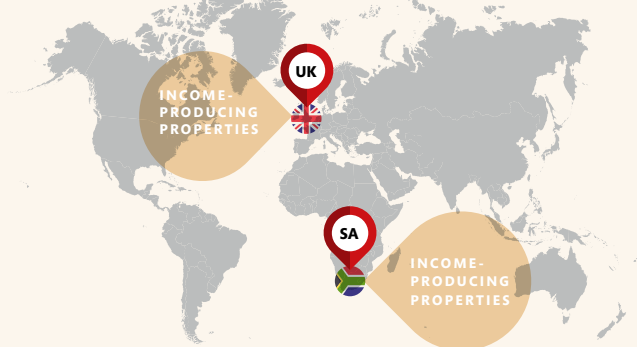 UK
INCOME-
PRODUCING
PROPERTIES
SA
INCOME-
PRODUCING
PROPERTIES